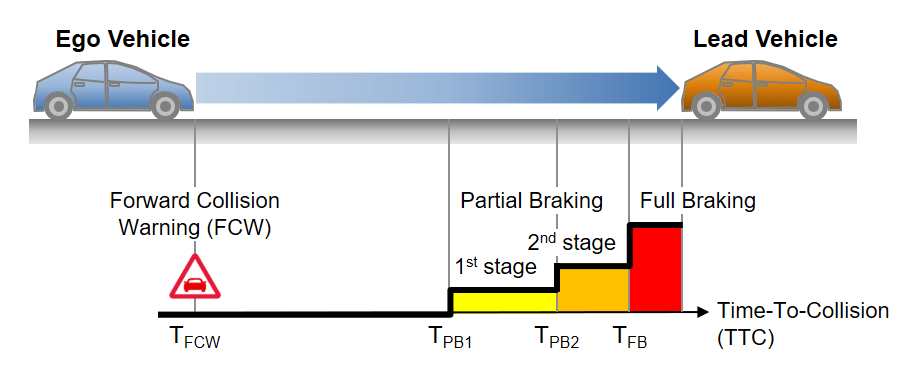 Ego Vehicle
Lead Vehicle
Forward Collision
Warning (FCW)
Partial Braking
Full Braking
1st stage
2nd stage
TFCW
TPB1
TPB2
TFB
Time-To-Collision
(TTC)